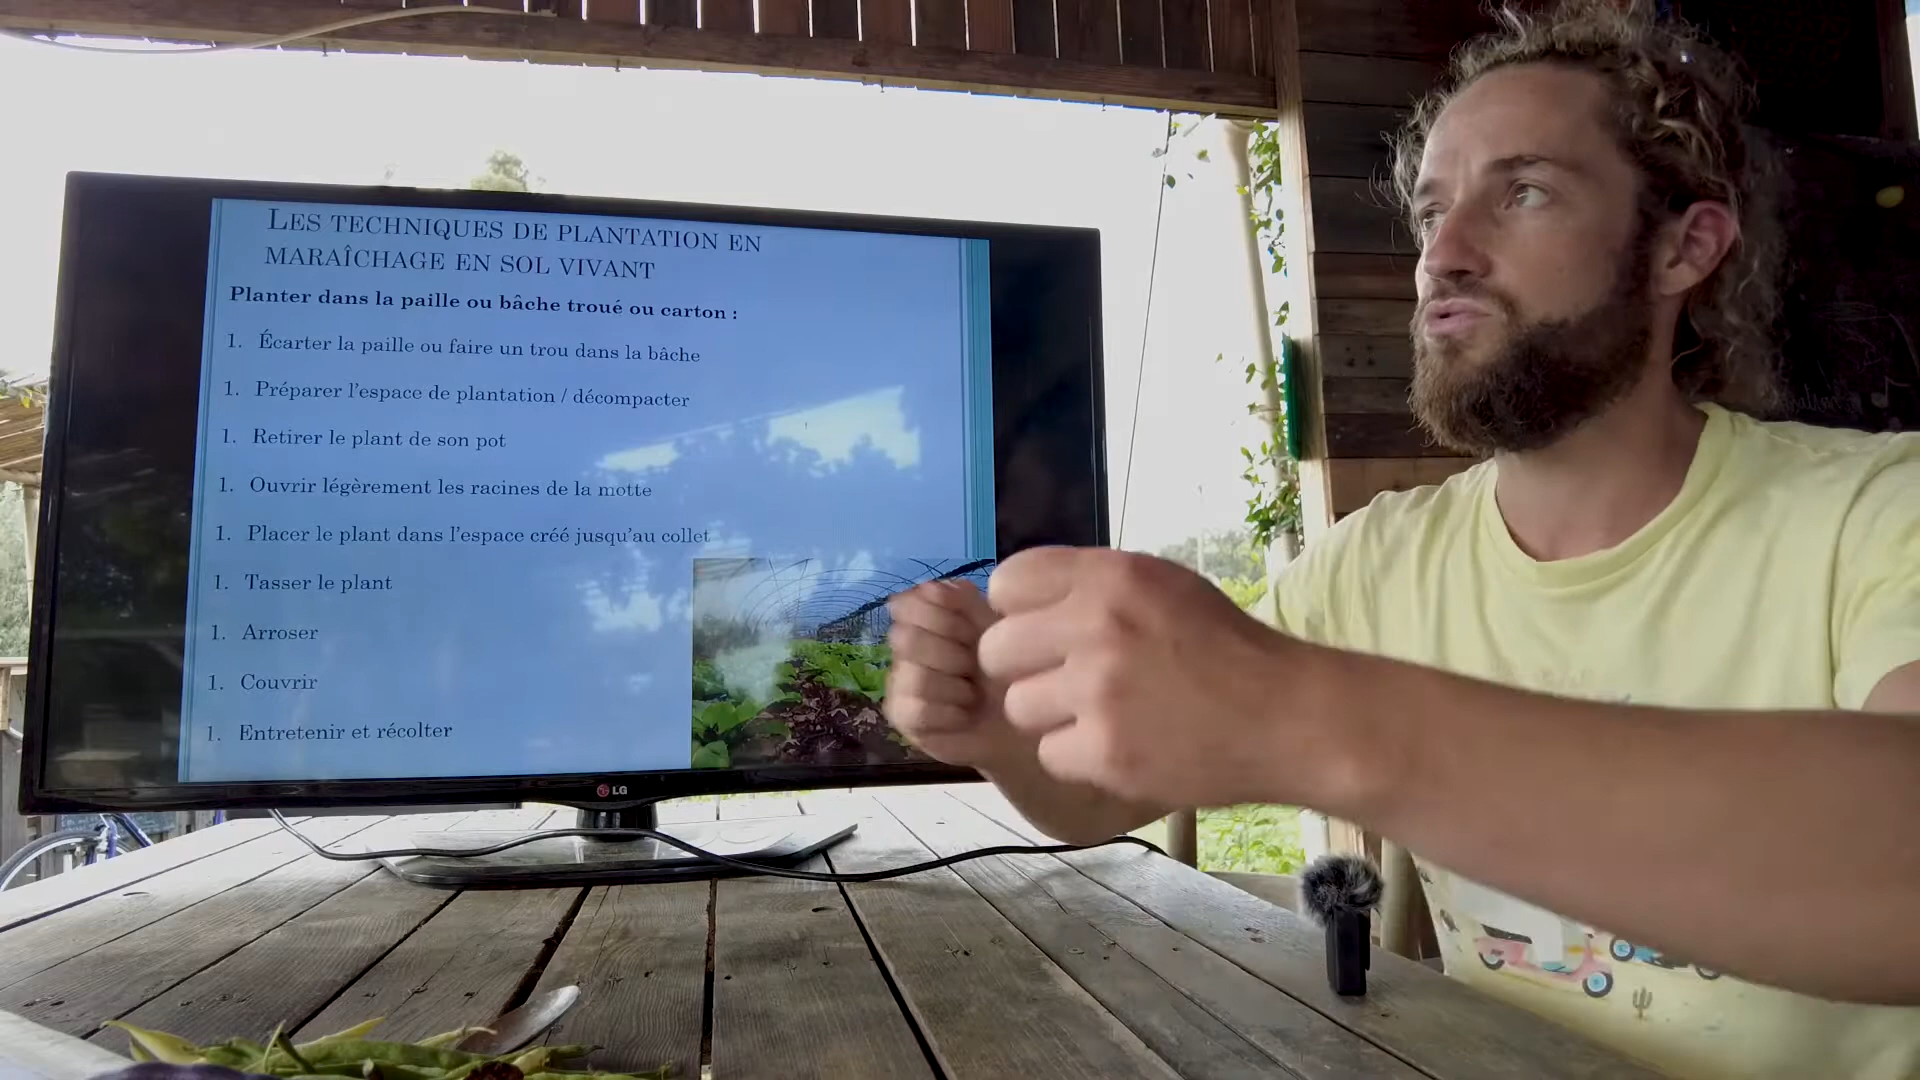 LES TECHNIQUES DE PLANTATION EN
MARAÎCHAGE EN SOL VIVANT
Planter dans la paille ou bâche troué ou carton :
1. Écarter la paille ou faire un trou dans la bâche
1. Préparer l'espace de plantation / décompacter
1. Retirer le plant de son pot
1. Ouvrir légèrement les racines de la motte
1. Placer le plant dans l'espace créé jusqu'au collet
1. Tasser le plant
1. Arroser
1. Couvrir
1. Entretenir et récolter
LG